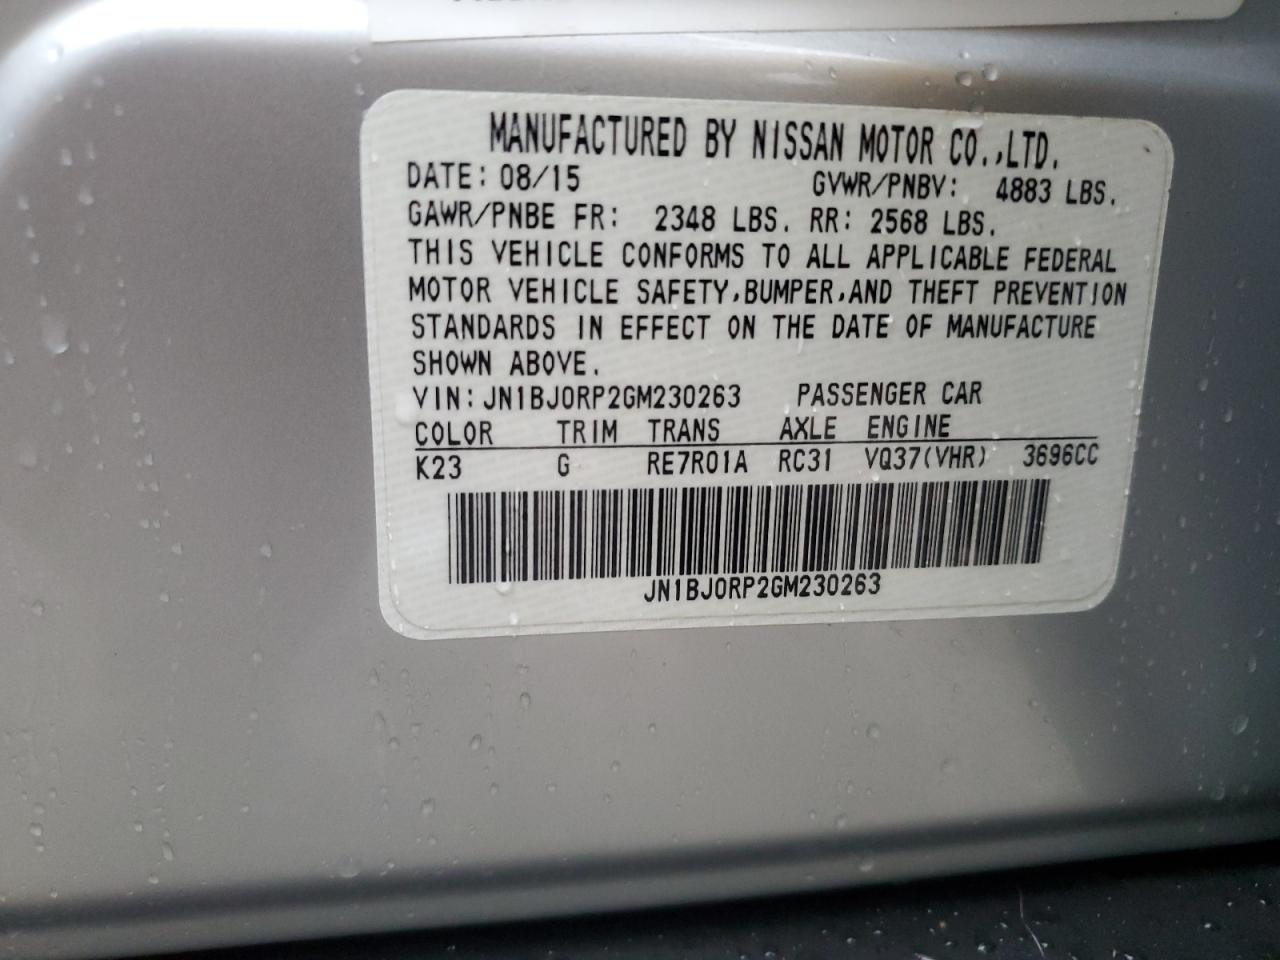 MANUFACTURED BY NISSAN MOTOR CO.,LTD.
DATE: 08/15 GVWR/PNBV: 4883 LBS.
GAWR/PNBE FR: 2348 LBS. RR: 2568 LBS.
THIS VEHICLE CONFORMS TO ALL APPLICABLE FEDERAL
MOTOR VEHICLE SAFETY,BUMPER,AND THEFT PREVENTION
STANDARDS IN EFFECT ON THE DATE OF MANUFACTURE
SHOWN ABOVE.
VIN:JN1BJ0RP2GM230263 PASSENGER CAR
COLOR TRIM TRANS AXLE ENGINE
K23 G RE7R01A RC31 VQ37(VHR) 3696CC
JN1BJ0RP2GM230263